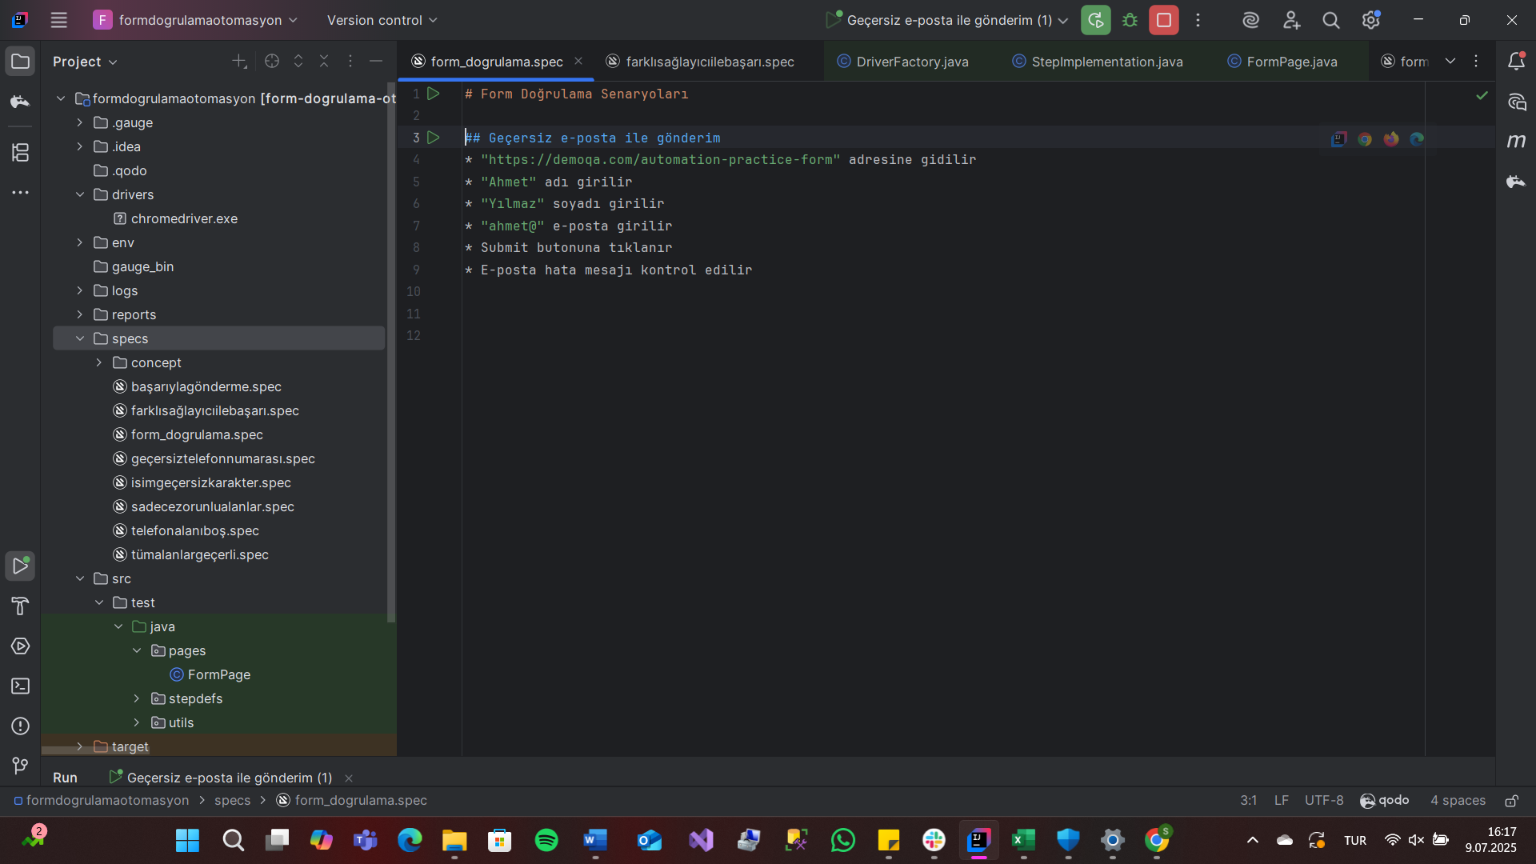 F formdogrulamaotomasyon Version control Geçersiz e-posta ile gönderim (1)
Project
form_dogrulama.spec farklısağlayıcıilebaşarı.spec DriverFactory.java StepImplementation.java FormPage.java form
formdogrulamaotomasyon [form-dogrulama-ot
.gauge
.idea
.qodo
drivers
chromedriver.exe
env
gauge_bin
logs
reports
specs
concept
başarıylagönderme.spec
farklısağlayıcıilebaşarı.spec
form_dogrulama.spec
geçersiztelefonnumarası.spec
isimgeçersizkarakter.spec
sadecezorunlualanlar.spec
telefonalanıboş.spec
tümalanlargeçerli.spec
src
test
java
pages
FormPage
stepdefs
utils
target
1 # Form Doğrulama Senaryoları
2
3 ## Geçersiz e-posta ile gönderim
4 * "https://demoqa.com/automation-practice-form" adresine gidilir
5 * "Ahmet" adı girilir
6 * "Yılmaz" soyadı girilir
7 * "ahmet@" e-posta girilir
8 * Submit butonuna tıklanır
9 * E-posta hata mesajı kontrol edilir
10
11
12
m
Run Geçersiz e-posta ile gönderim (1)
formdogrulamaotomasyon > specs > form_dogrulama.spec 3:1 LF UTF-8 qodo 4 spaces
2 S TUR 16:17
9.07.2025